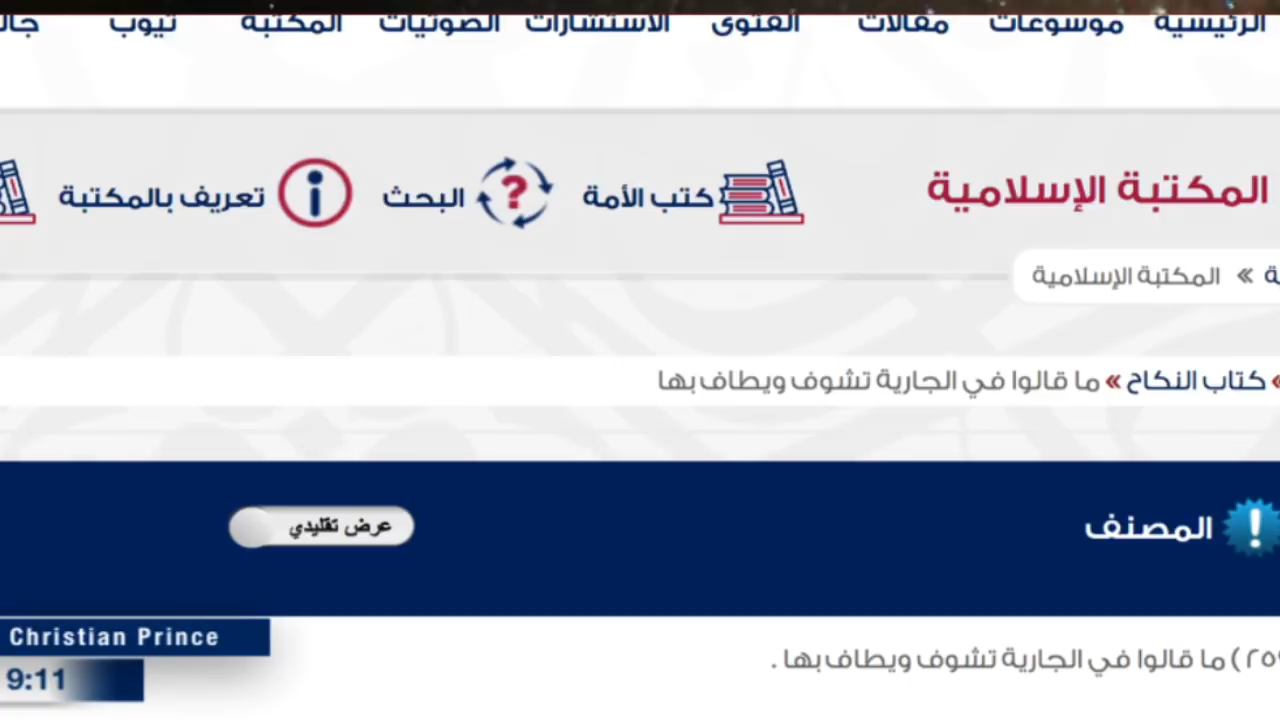 الرئيسية موسوعات مقالات الفتوى الاستشارات الصوتيات المكتبة تيوب
المكتبة الإسلامية كتب الأمة البحث تعريف بالمكتبة
» المكتبة الإسلامية
» كتاب النكاح » ما قالوا في الجارية تشوف ويطاف بها
المصنف عرض تقليدي
) ما قالوا في الجارية تشوف ويطاف بها .
Christian Prince
9:11